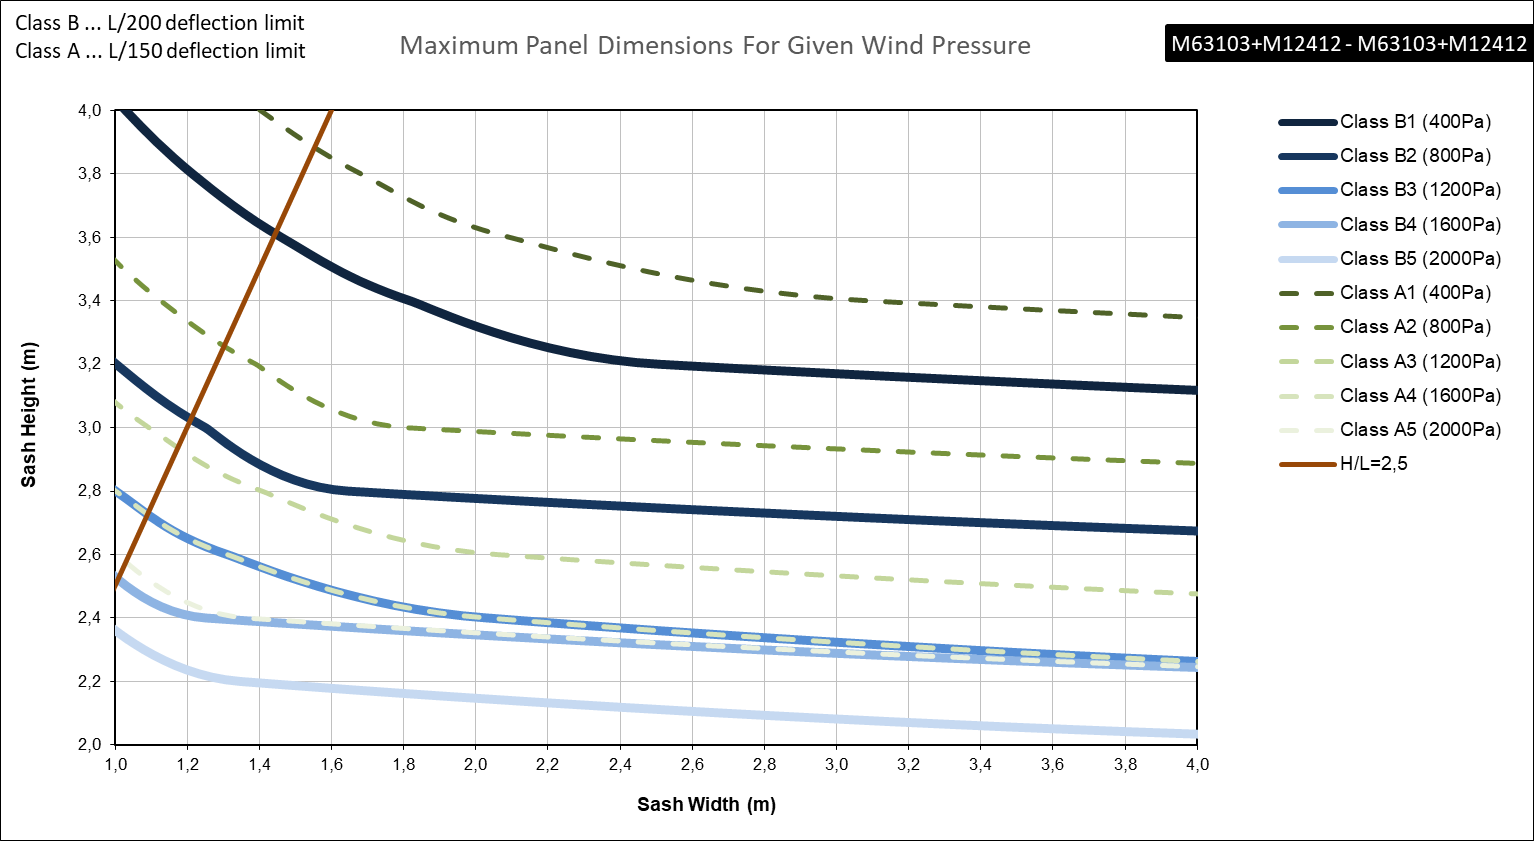 Class B ... L/200 deflection limit
Class A ... L/150 deflection limit
Maximum Panel Dimensions For Given Wind Pressure
M63103+M12412 - M63103+M12412
4,0
3,8
3,6
3,4
3,2
3,0
2,8
2,6
2,4
2,2
2,0
Sash Height (m)
1,0 1,2 1,4 1,6 1,8 2,0 2,2 2,4 2,6 2,8 3,0 3,2 3,4 3,6 3,8 4,0
Sash Width (m)
Class B1 (400Pa)
Class B2 (800Pa)
Class B3 (1200Pa)
Class B4 (1600Pa)
Class B5 (2000Pa)
Class A1 (400Pa)
Class A2 (800Pa)
Class A3 (1200Pa)
Class A4 (1600Pa)
Class A5 (2000Pa)
H/L=2,5